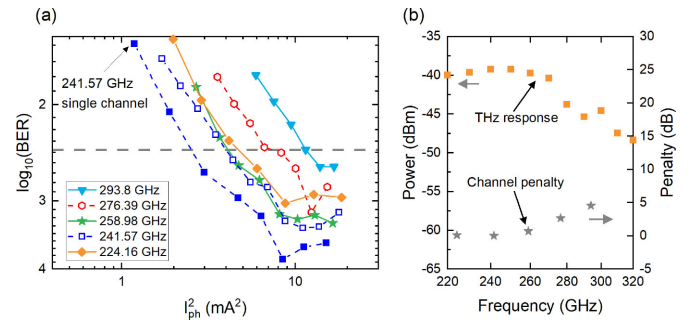 (a)
241.57 GHz
single channel
log₁₀(BER)
2
3
4
293.8 GHz
276.39 GHz
258.98 GHz
241.57 GHz
224.16 GHz
1
10
I²ph (mA²)
(b)
Power (dBm)
-35
-40
-45
-50
-55
-60
-65
THz response
Channel penalty
30
25
20
15
10
5
0
-5
Penalty (dB)
220
240
260
280
300
320
Frequency (GHz)